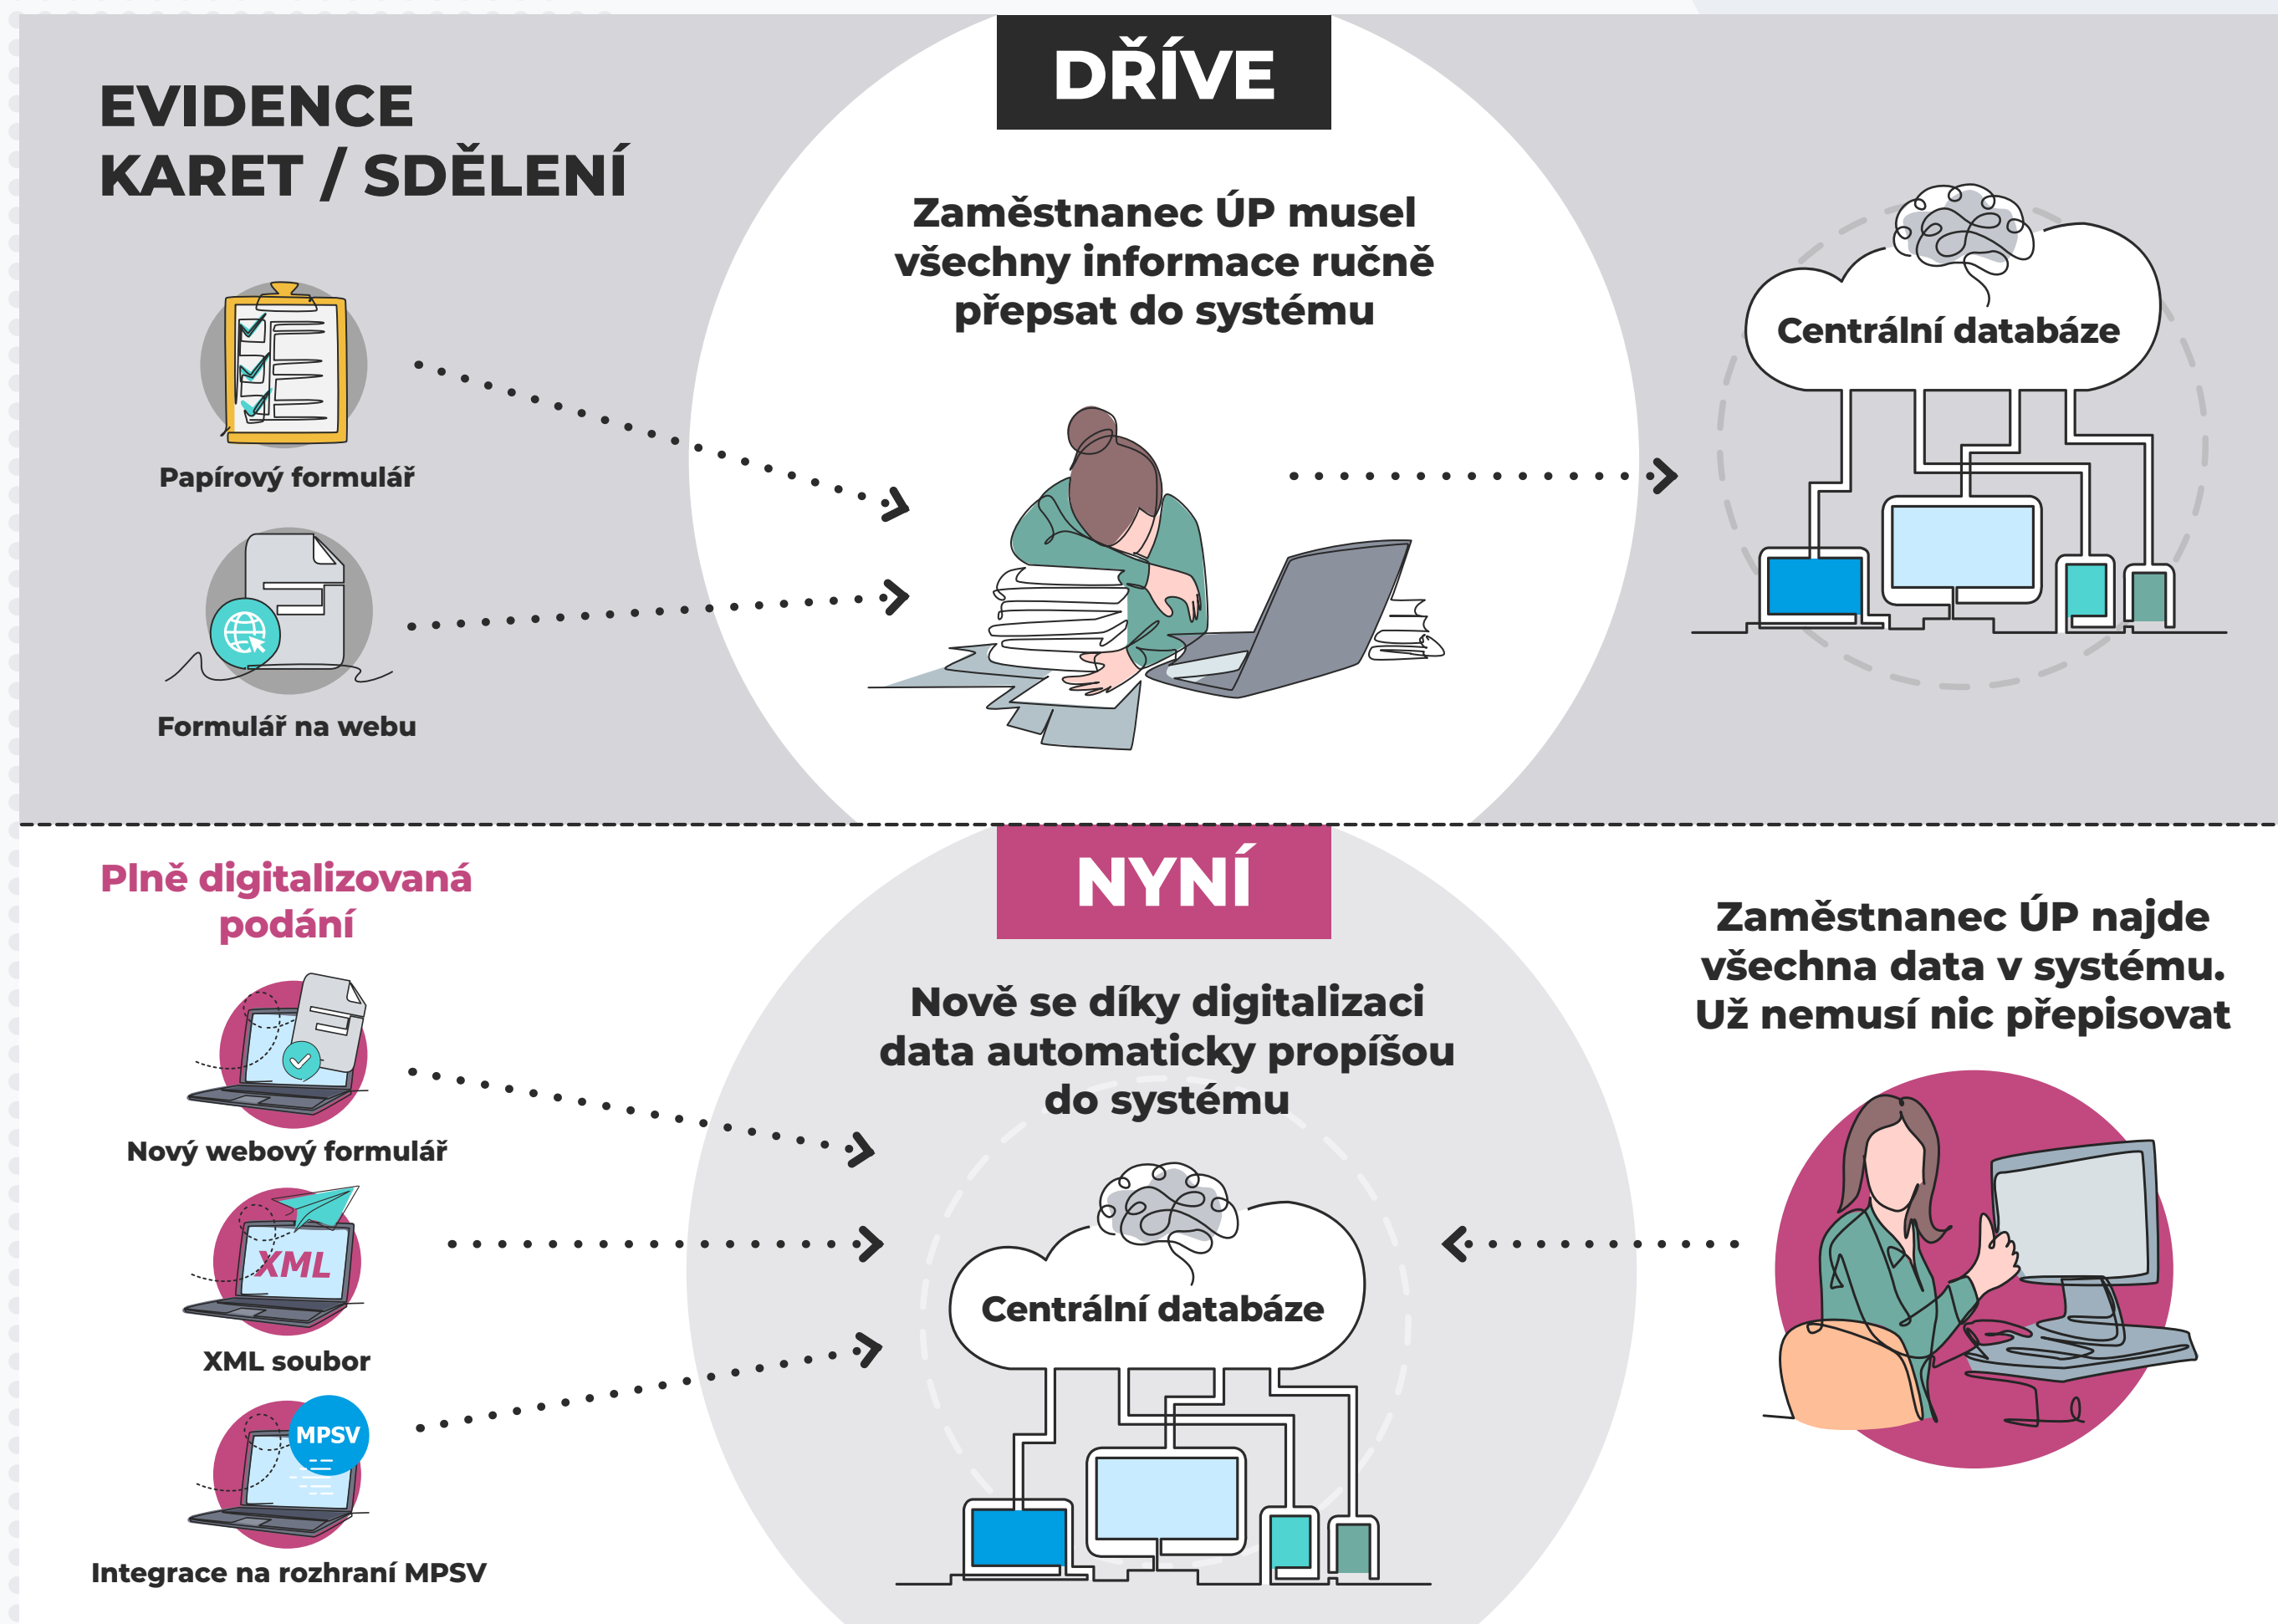 EVIDENCE
KARET / SDĚLENÍ
DŘÍVE
Zaměstnanec ÚP musel
všechny informace ručně
přepsat do systému
Centrální databáze
Papírový formulář
Formulář na webu
NYNÍ
Plně digitalizovaná
podání
Nový webový formulář
XML
XML soubor
MPSV
Integrace na rozhraní MPSV
Nově se díky digitalizaci
data automaticky propíšou
do systému
Centrální databáze
Zaměstnanec ÚP najde
všechna data v systému.
Už nemusí nic přepisovat